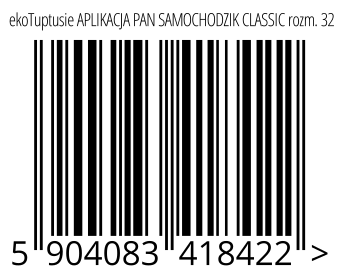 ekoTuptusie APLIKACJA PAN SAMOCHODZIK CLASSIC rozm. 32
5 904083 418422 >